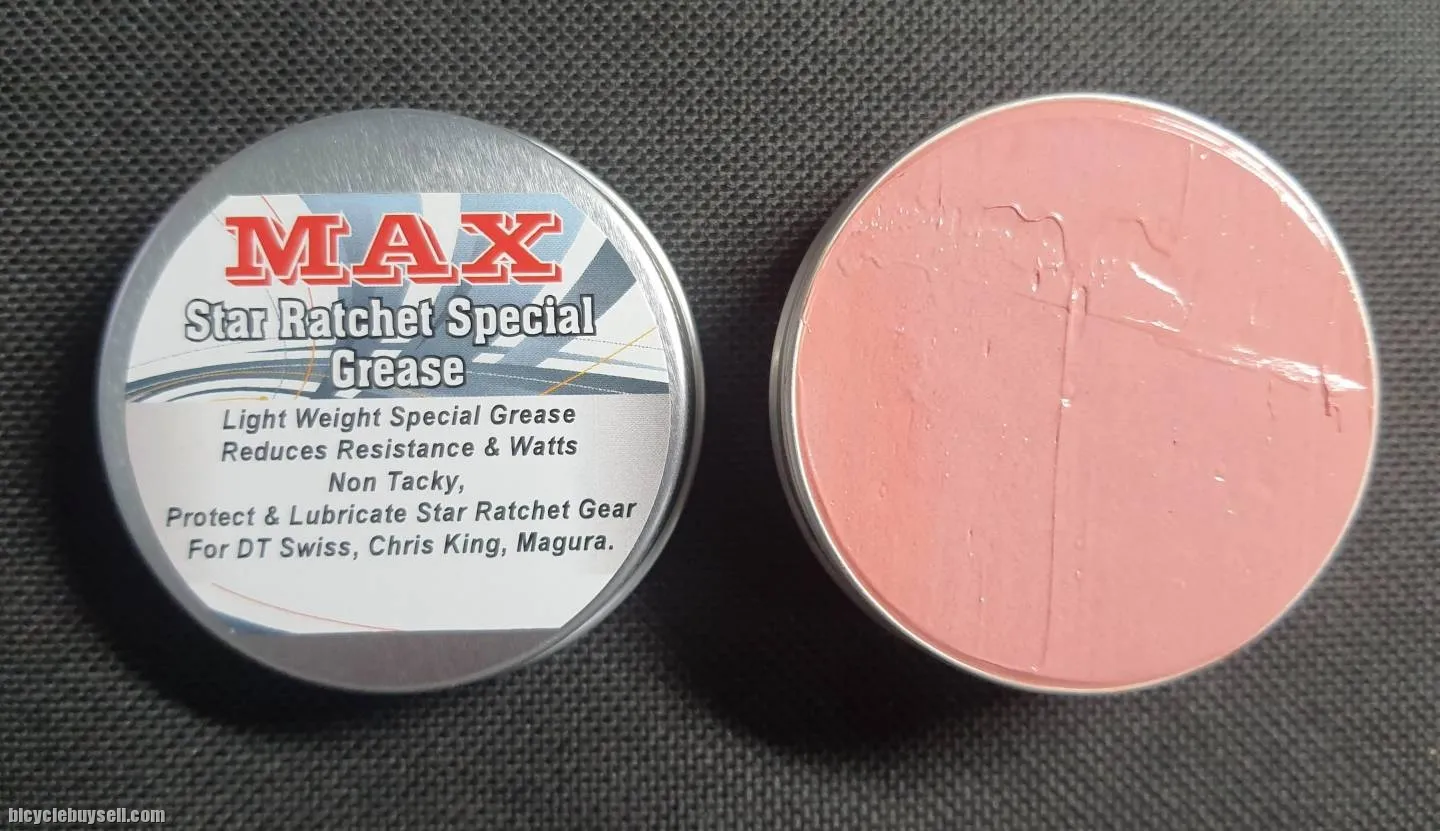 MAX
Star Ratchet Special
Grease
Light Weight Special Grease
Reduces Resistance & Watts
Non Tacky,
Protect & Lubricate Star Ratchet Gear
For DT Swiss, Chris King, Magura.
bicyclebuysell.com